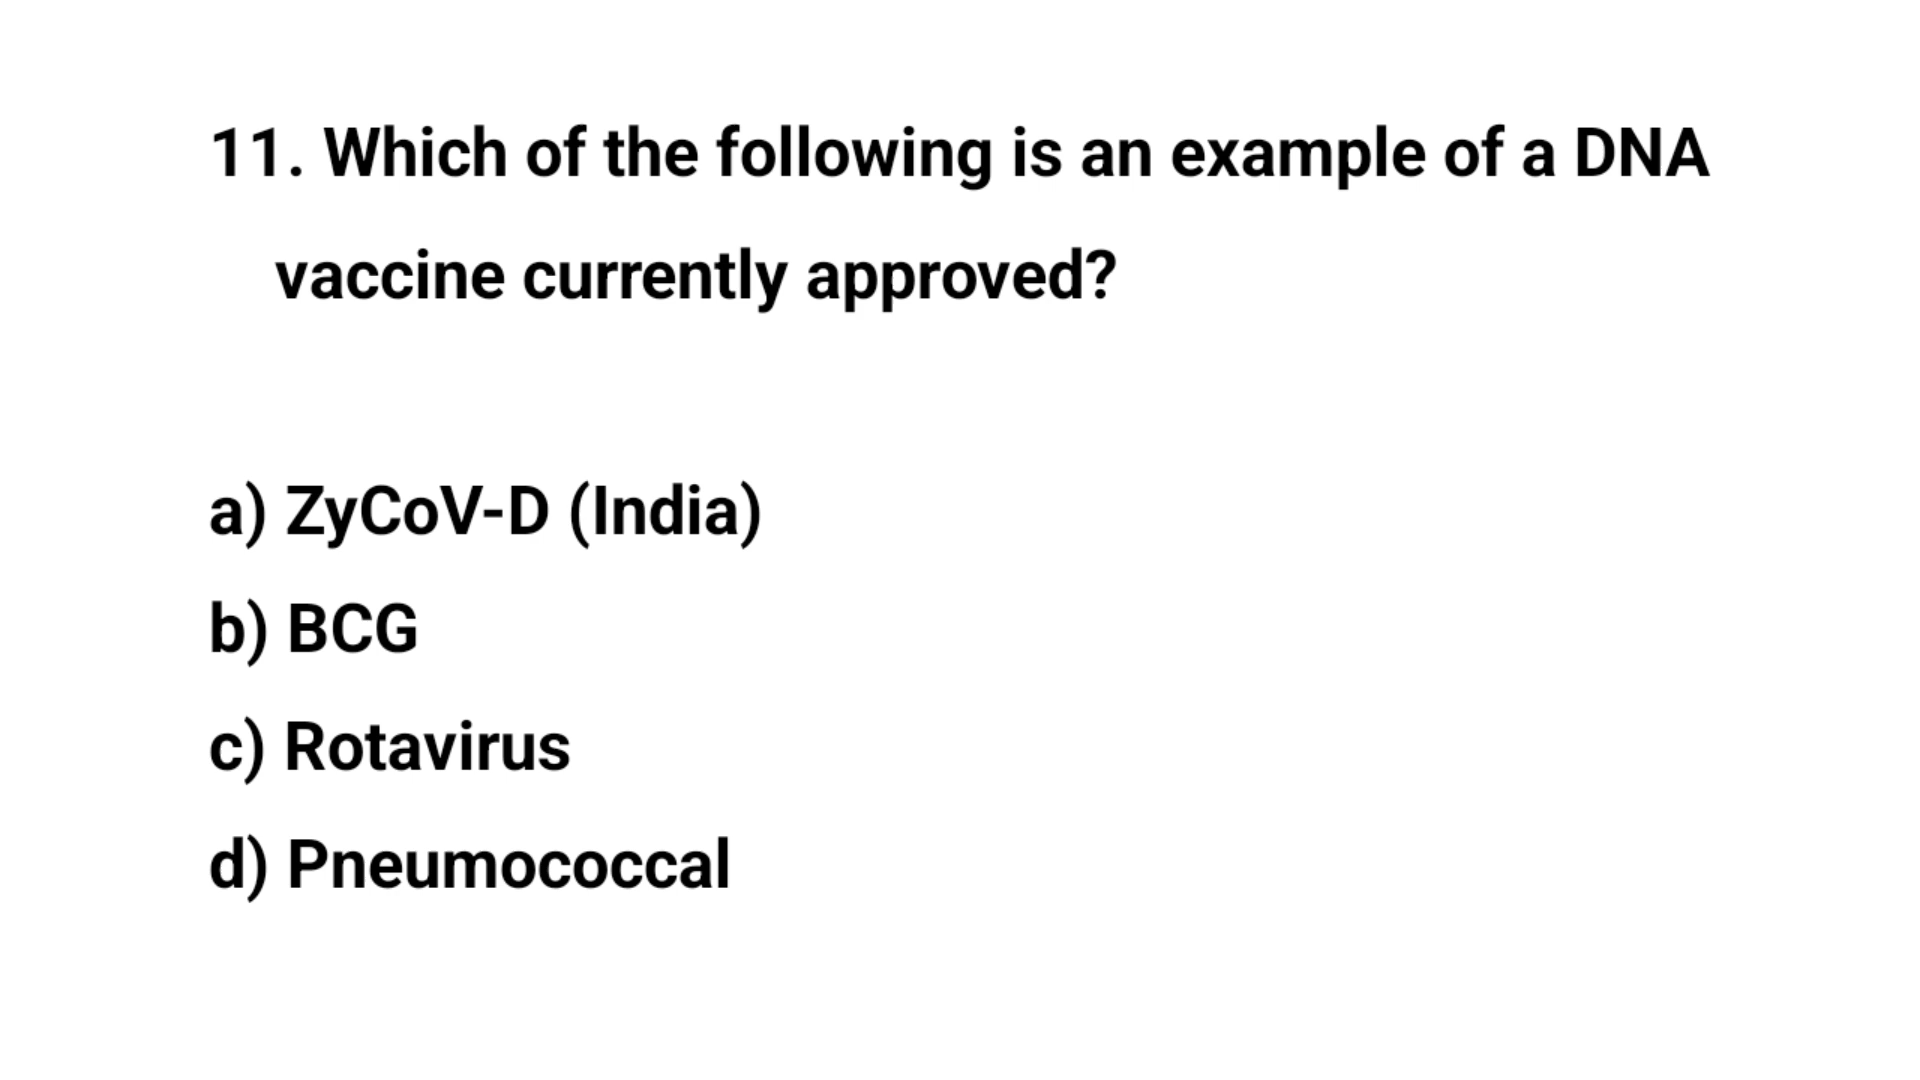 11. Which of the following is an example of a DNA
vaccine currently approved?
a) ZyCoV-D (India)
b) BCG
c) Rotavirus
d) Pneumococcal